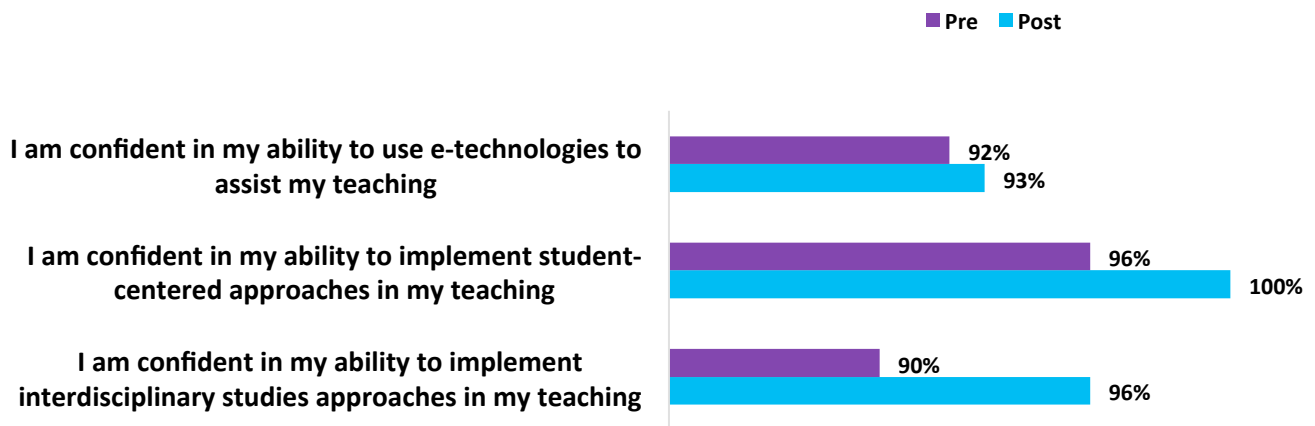 Pre Post
I am confident in my ability to use e-technologies to
assist my teaching
92%
93%
I am confident in my ability to implement student-
centered approaches in my teaching
96%
100%
I am confident in my ability to implement
interdisciplinary studies approaches in my teaching
90%
96%